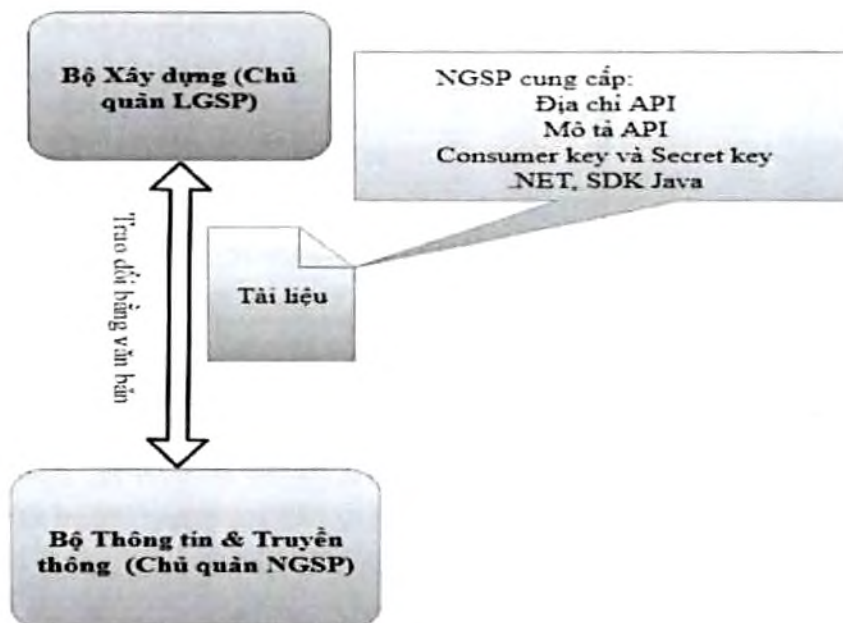 Bộ Xây dựng (Chủ
quản LGSP)
NGSP cung cấp:
Địa chỉ API
Mô tả API
Consumer key và Secret key
.NET, SDK Java
Trao đổi bằng văn bản
Tài liệu
Bộ Thông tin & Truyền
thông (Chủ quản NGSP)